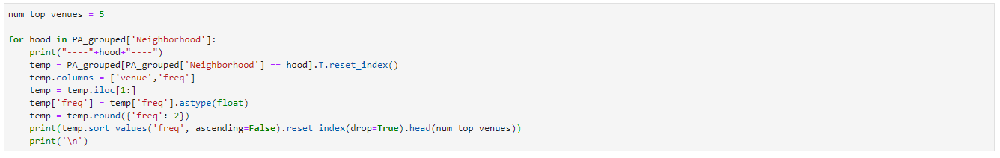 num_top_venues = 5
for hood in PA_grouped['Neighborhood']:
    print("----"+hood+"----")
    temp = PA_grouped[PA_grouped['Neighborhood'] == hood].T.reset_index()
    temp.columns = ['venue','freq']
    temp = temp.iloc[1:]
    temp['freq'] = temp['freq'].astype(float)
    temp = temp.round({'freq': 2})
    print(temp.sort_values('freq', ascending=False).reset_index(drop=True).head(num_top_venues))
    print('\n')